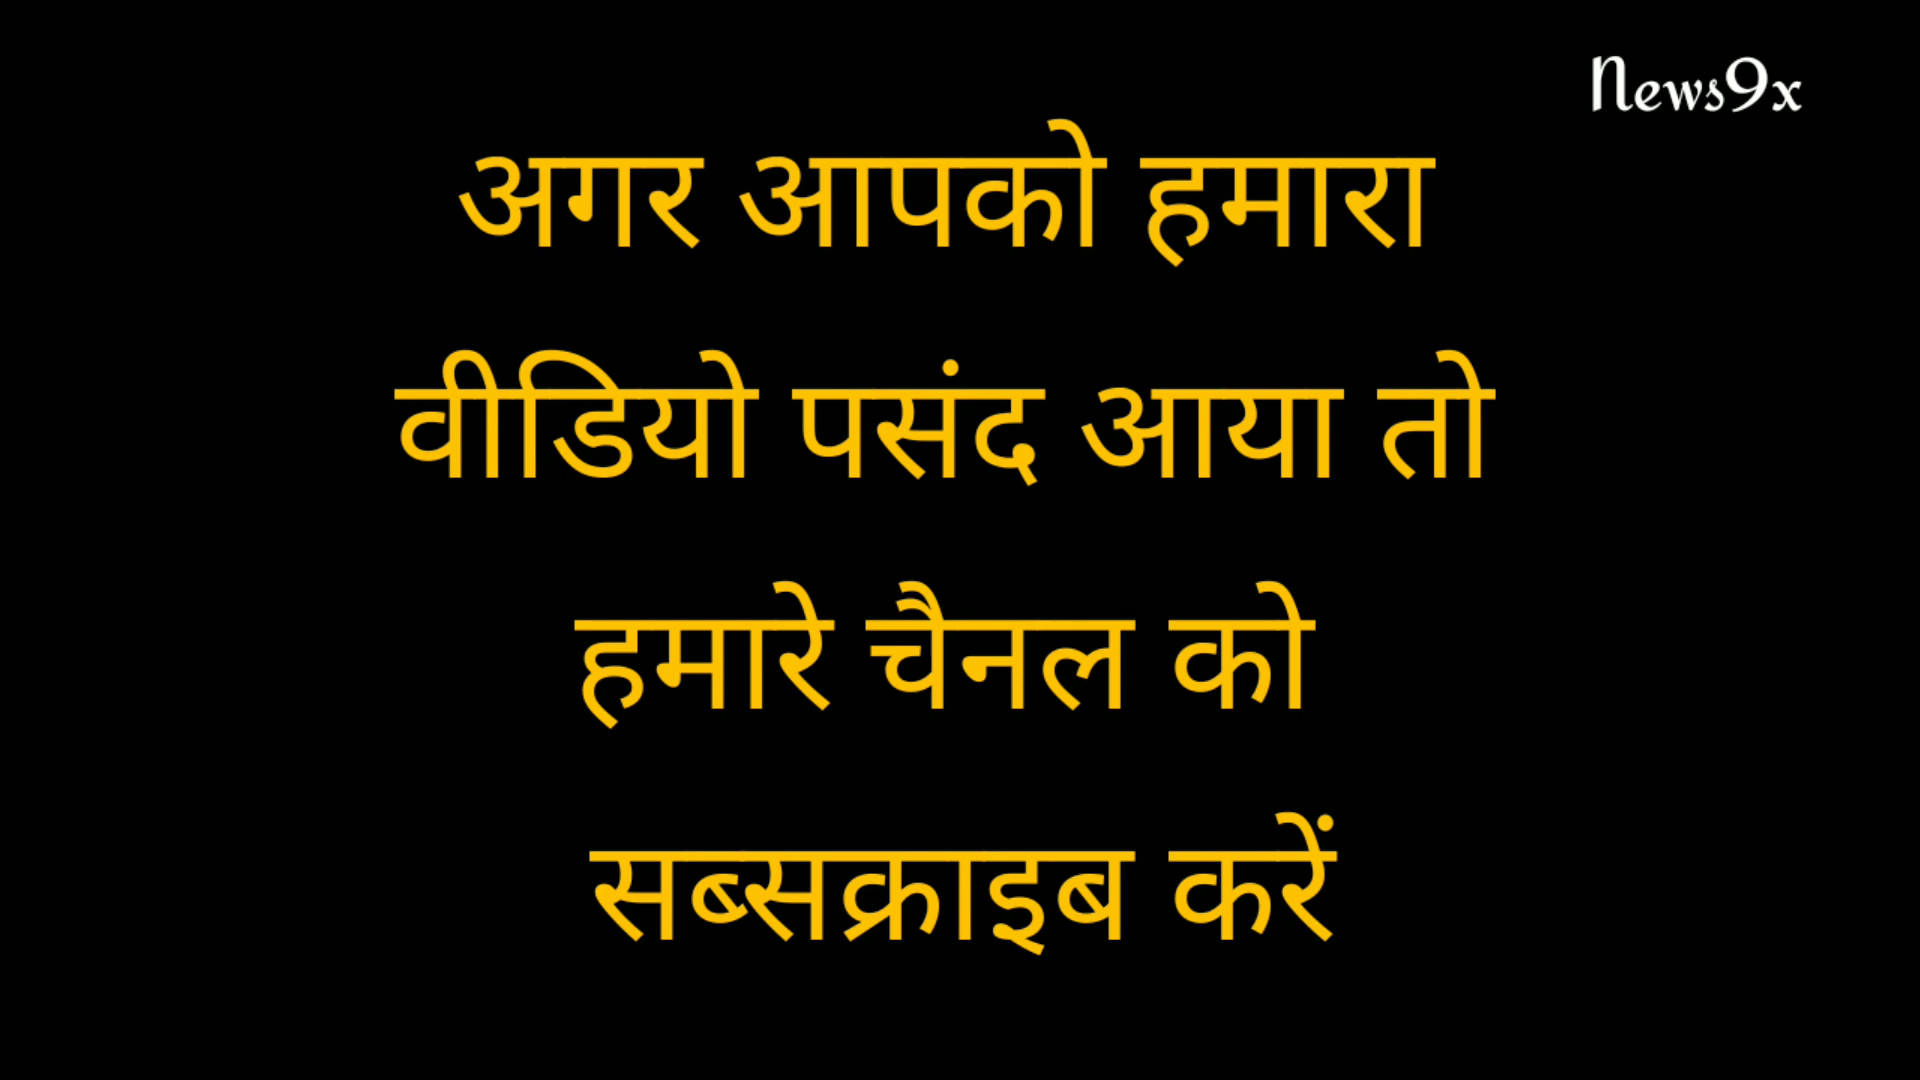 News9x
अगर आपको हमारा
वीडियो पसंद आया तो
हमारे चैनल को
सब्सक्राइब करें